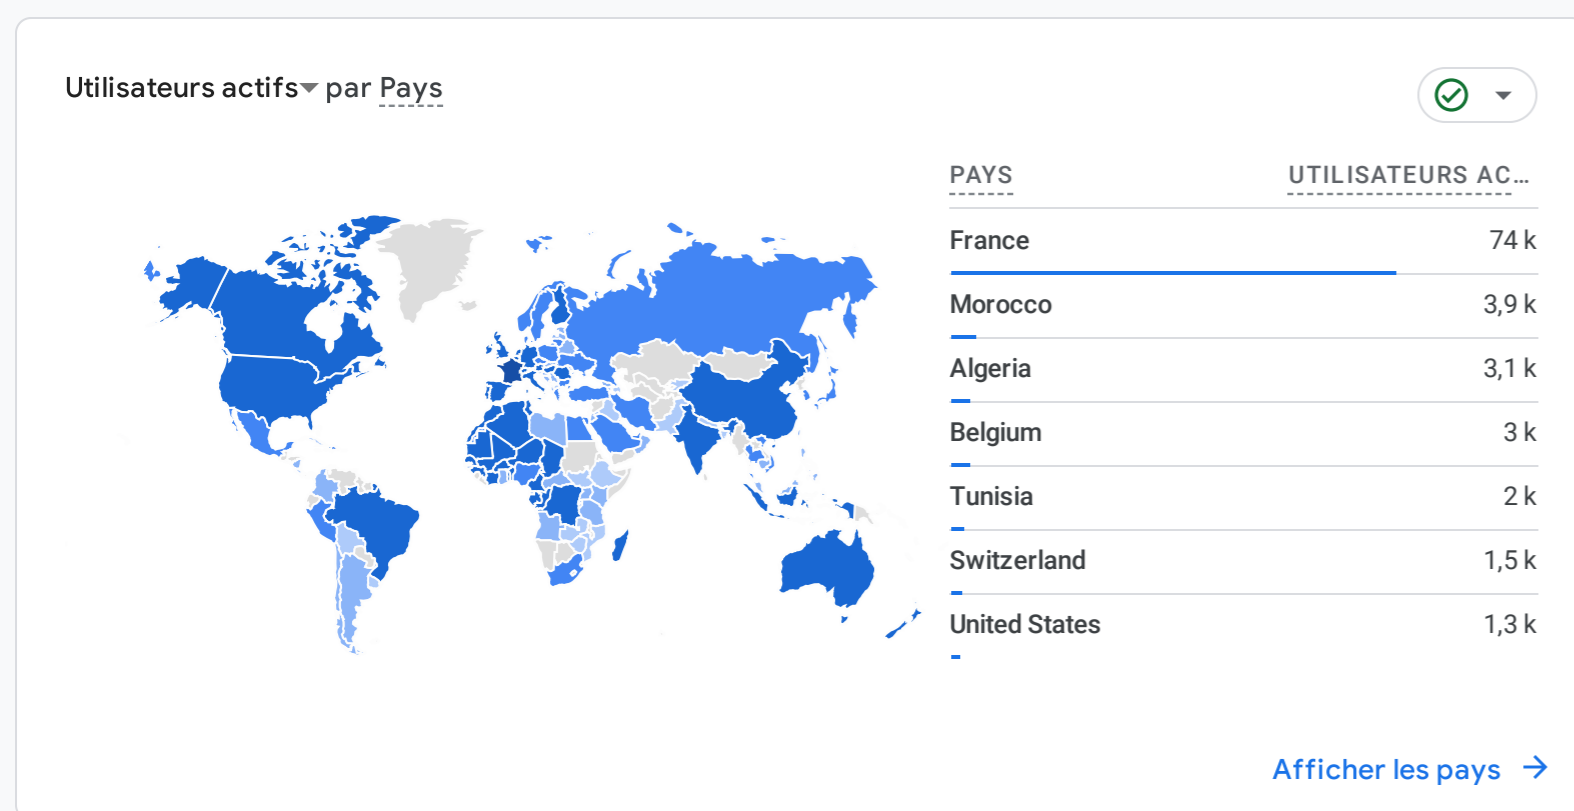 Utilisateurs actifs par Pays
PAYS UTILISATEURS AC...
France 74 k
Morocco 3,9 k
Algeria 3,1 k
Belgium 3 k
Tunisia 2 k
Switzerland 1,5 k
United States 1,3 k
Afficher les pays